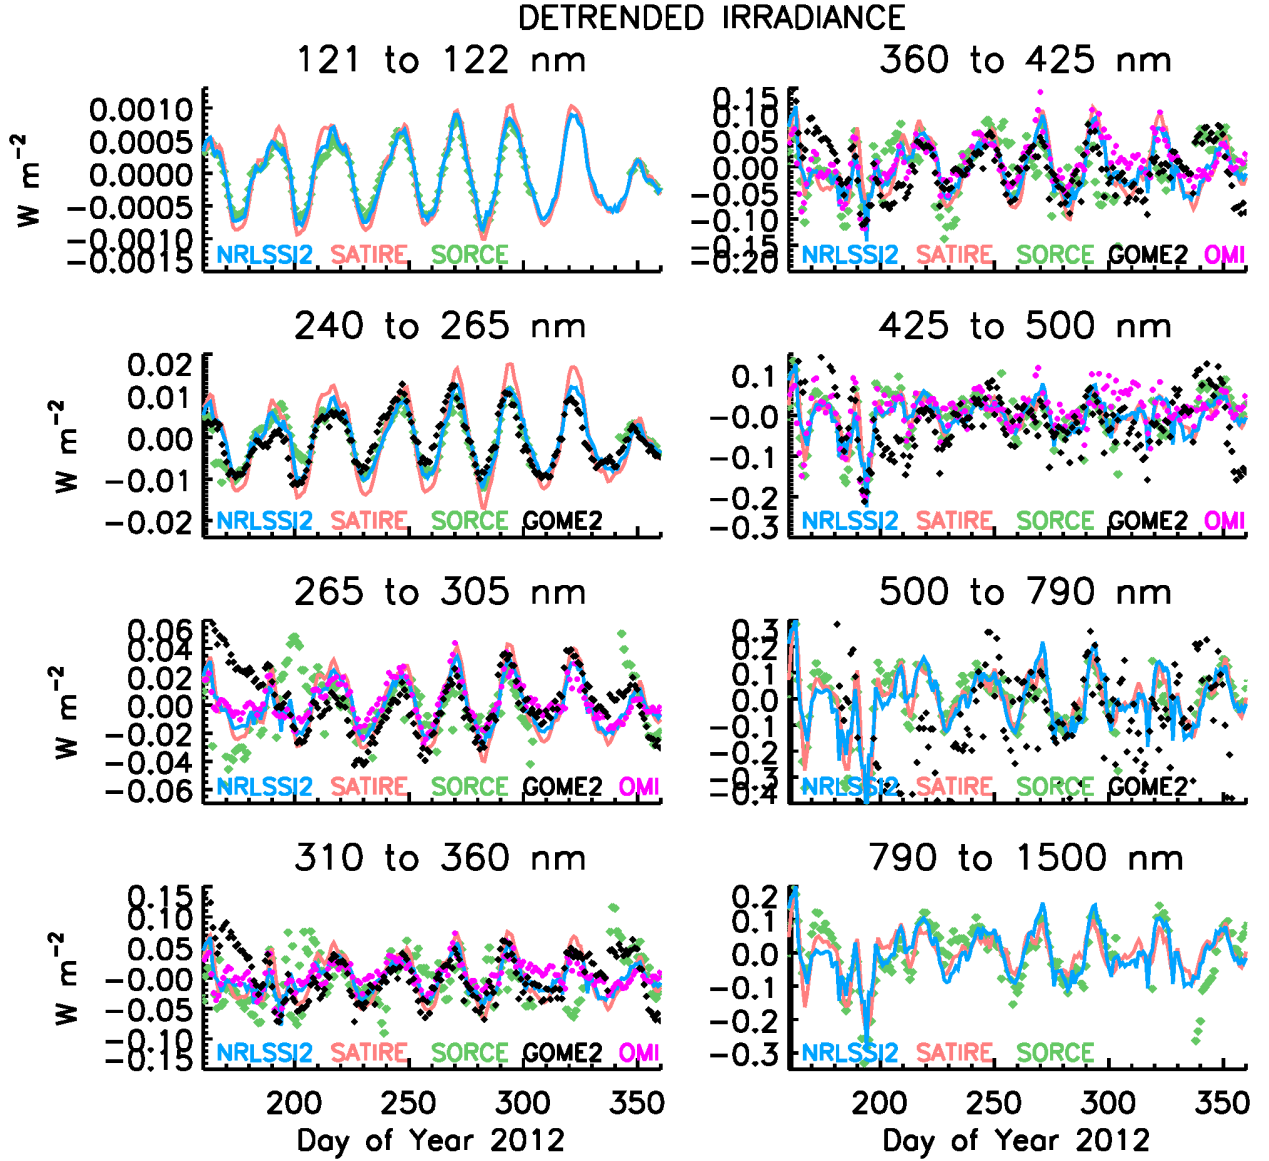 DETRENDED IRRADIANCE
121 to 122 nm
0.0010
0.0005
0.0000
−0.0005
−0.0010
−0.0015
W m−2
NRLSSI2 SATIRE SORCE
240 to 265 nm
0.02
0.01
0.00
−0.01
−0.02
W m−2
NRLSSI2 SATIRE SORCE GOME2
265 to 305 nm
0.06
0.04
0.02
0.00
−0.02
−0.04
−0.06
W m−2
NRLSSI2 SATIRE SORCE GOME2 OMI
310 to 360 nm
0.15
0.10
0.05
−0.00
−0.05
−0.10
−0.15
W m−2
NRLSSI2 SATIRE SORCE GOME2 OMI
200 250 300 350
Day of Year 2012
360 to 425 nm
0.15
0.10
0.05
0.00
−0.05
−0.10
−0.15
−0.20
NRLSSI2 SATIRE SORCE GOME2 OMI
425 to 500 nm
0.1
−0.0
−0.1
−0.2
−0.3
NRLSSI2 SATIRE SORCE GOME2 OMI
500 to 790 nm
0.3
0.2
0.1
0.0
−0.1
−0.2
−0.3
−0.4
NRLSSI2 SATIRE SORCE GOME2
790 to 1500 nm
0.2
0.1
0.0
−0.1
−0.2
−0.3
NRLSSI2 SATIRE SORCE
200 250 300 350
Day of Year 2012